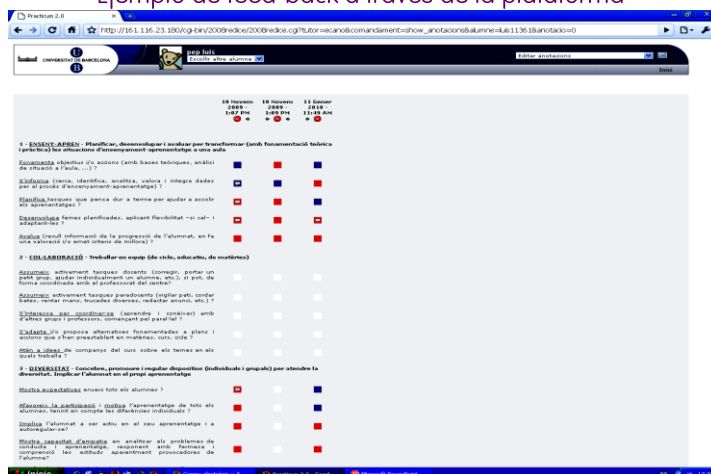 Ejemplo de feed-back a través de la plataforma
Practicum 2.0
http://161.116.23.180/cgi-bin/2008redice/2008redice.cgi?tutor=ecano&comandament=show_anotacions&alumne=luis11361&anotacio=0
UNIVERSITAT DE BARCELONA
pep luis
Escollir altre alumne
Editar anotacions
Inici
10 Novembre 2009 - 1:07 PM
10 Novembre 2009 - 1:09 PM
11 Gener 2010 - 11:49 AM
1 - ENSENY-APREN - Planificar, desenvolupar i avaluar per transformar (amb fonamentació teòrica
i pràctica) les situacions d'ensenyament-aprenentatge a una aula
Fonamenta objectius i/o accions (amb bases teòriques, anàlisi
de situació a l'aula, ...) ?
S'informa (cerca, identifica, analitza, valora i integra dades
per al procés d'ensenyament-aprenentatge) ?
Planifica tasques que pensa dur a terme per ajudar a assolir
els aprenentatges ?
Desenvolupa feines planificades, aplicant flexibilitat -si cal- i
adaptant-les ?
Avalua (recull informació de la progressió de l'alumnat, en fa
una valoració i/o emet criteris de millora) ?
2 - COL·LABORACIÓ - Treballar en equip (de cicle, educatiu, de matèries)
Assumeix activament tasques docents (corregir, portar un
petit grup, ajudar individualment un alumne, etc.), si pot, de
forma coordinada amb el professorat del centre?
Assumeix activament tasques paradocents (vigilar pati, cordar
bates, rentar mans, trucades diverses, redactar anunci, etc.) ?
S'interessa per coordinar-se (aprendre i conèixer) amb
d'altres grups i professors, començant pel paral·lel ?
S'adapta i/o proposa alternatives fonamentades a plans i
accions que s'han preestablert en matèries, curs, cicle ?
Atén a idees de companys del curs sobre els temes en els
quals treballa ?
3 - DIVERSITAT - Concebre, promoure i regular dispositius (individuals i grupals) per atendre la
diversitat. Implicar l'alumnat en el propi aprenentatge
Mostra expectatives envers tots els alumnes ?
Afavoreix la participació i motiva l'aprenentatge de tots els
alumnes, tenint en compte les diferències individuals ?
Implica l'alumnat a ser actiu en el seu aprenentatge i a
autoregular-se?
Mostra capacitat d'empatia en analitzar els problemes de
conducta i aprenentatge, responent amb fermesa i
comprensió les actituds aparentment provocadores de
l'alumne?
Inicio